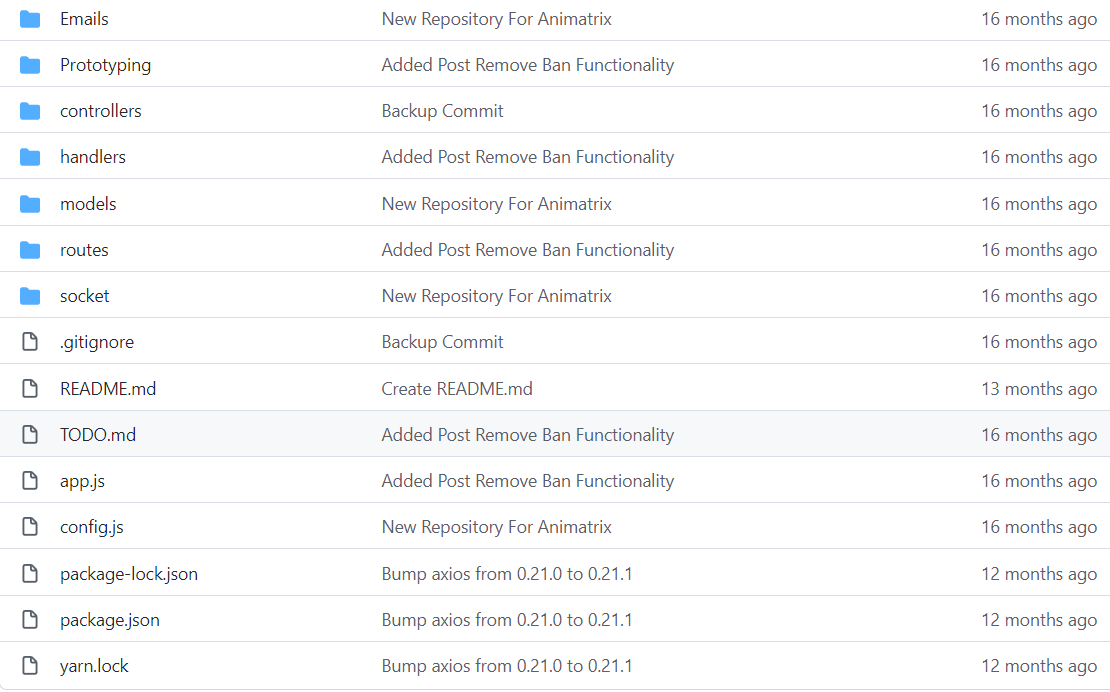 Emails New Repository For Animatrix 16 months ago
Prototyping Added Post Remove Ban Functionality 16 months ago
controllers Backup Commit 16 months ago
handlers Added Post Remove Ban Functionality 16 months ago
models New Repository For Animatrix 16 months ago
routes Added Post Remove Ban Functionality 16 months ago
socket New Repository For Animatrix 16 months ago
.gitignore Backup Commit 16 months ago
README.md Create README.md 13 months ago
TODO.md Added Post Remove Ban Functionality 16 months ago
app.js Added Post Remove Ban Functionality 16 months ago
config.js New Repository For Animatrix 16 months ago
package-lock.json Bump axios from 0.21.0 to 0.21.1 12 months ago
package.json Bump axios from 0.21.0 to 0.21.1 12 months ago
yarn.lock Bump axios from 0.21.0 to 0.21.1 12 months ago